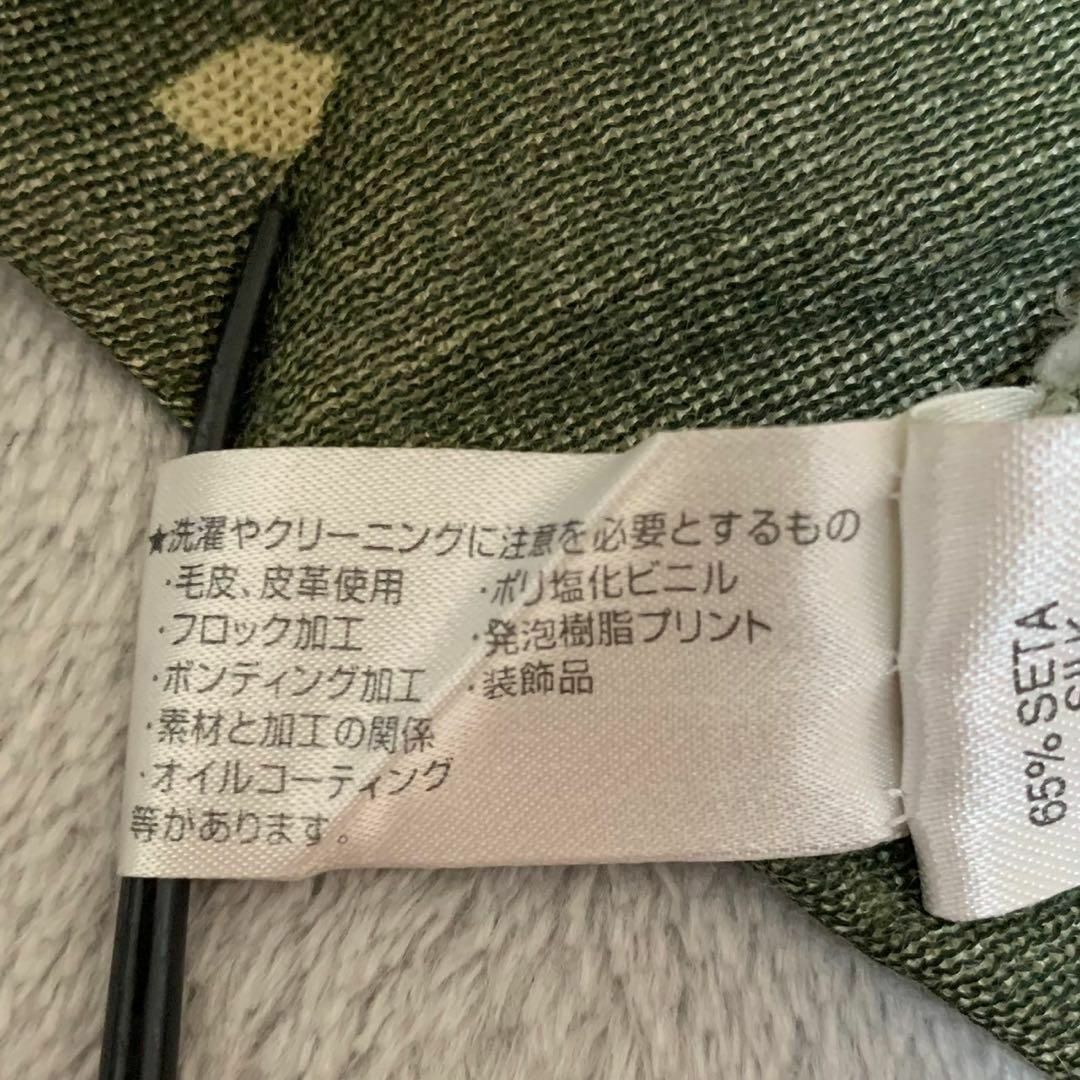 ★洗濯やクリーニングに注意を必要とするもの
・毛皮、皮革使用
・フロック加工
・ボンディング加工
・素材と加工の関係
・オイルコーティング
・ポリ塩化ビニル
・発泡樹脂プリント
・装飾品
等があります。
65% SETA
SILK